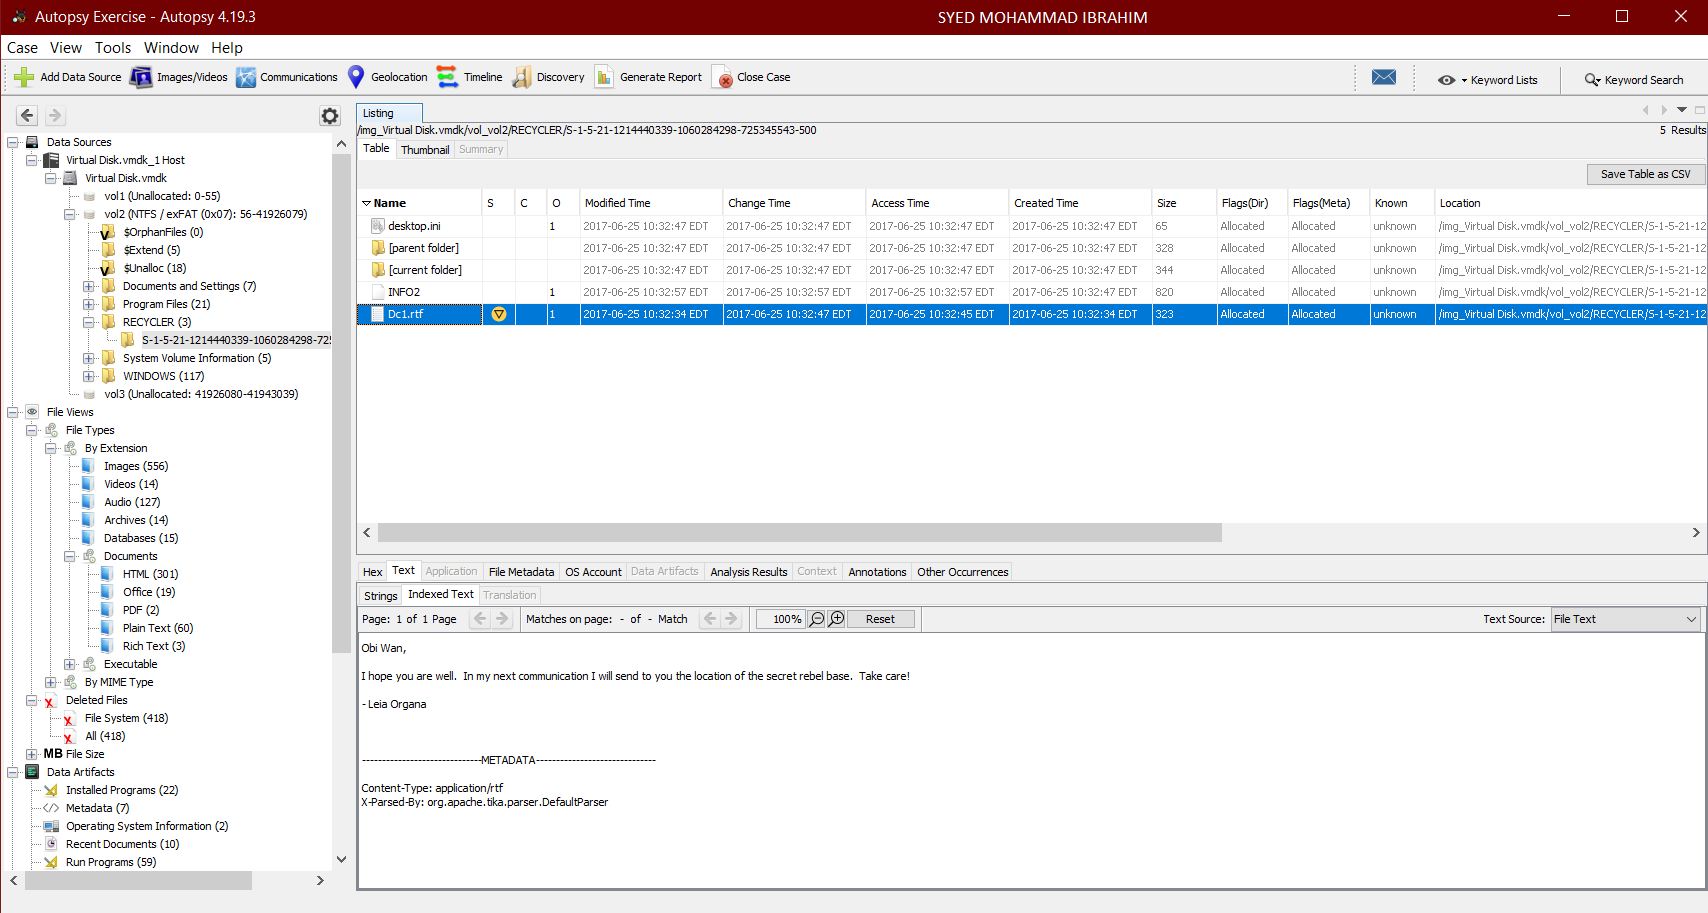 Autopsy Exercise - Autopsy 4.19.3
SYED MOHAMMAD IBRAHIM
Case View Tools Window Help
Add Data Source Images/Videos Communications Geolocation Timeline Discovery Generate Report Close Case Keyword Lists Keyword Search
Data Sources
Virtual Disk.vmdk_1 Host
Virtual Disk.vmdk
vol1 (Unallocated: 0-55)
vol2 (NTFS / exFAT (0x07): 56-41926079)
$OrphanFiles (0)
$Extend (5)
$Unalloc (18)
Documents and Settings (7)
Program Files (21)
RECYCLER (3)
S-1-5-21-1214440339-1060284298-725
System Volume Information (5)
WINDOWS (117)
vol3 (Unallocated: 41926080-41943039)
File Views
File Types
By Extension
Images (556)
Videos (14)
Audio (127)
Archives (14)
Databases (15)
Documents
HTML (301)
Office (19)
PDF (2)
Plain Text (60)
Rich Text (3)
Executable
By MIME Type
Deleted Files
File System (418)
All (418)
MB File Size
Data Artifacts
Installed Programs (22)
Metadata (7)
Operating System Information (2)
Recent Documents (10)
Run Programs (59)
Listing
/img_Virtual Disk.vmdk/vol_vol2/RECYCLER/S-1-5-21-1214440339-1060284298-725345543-500
5 Results
Table Thumbnail Summary
Save Table as CSV
Name S C O Modified Time Change Time Access Time Created Time Size Flags(Dir) Flags(Meta) Known Location
desktop.ini 1 2017-06-25 10:32:47 EDT 2017-06-25 10:32:47 EDT 2017-06-25 10:32:47 EDT 2017-06-25 10:32:47 EDT 65 Allocated Allocated unknown /img_Virtual Disk.vmdk/vol_vol2/RECYCLER/S-1-5-21-12
[parent folder] 2017-06-25 10:32:47 EDT 2017-06-25 10:32:47 EDT 2017-06-25 10:32:47 EDT 2017-06-25 10:32:47 EDT 328 Allocated Allocated unknown /img_Virtual Disk.vmdk/vol_vol2/RECYCLER/S-1-5-21-12
[current folder] 2017-06-25 10:32:47 EDT 2017-06-25 10:32:47 EDT 2017-06-25 10:32:47 EDT 2017-06-25 10:32:47 EDT 344 Allocated Allocated unknown /img_Virtual Disk.vmdk/vol_vol2/RECYCLER/S-1-5-21-12
INFO2 1 2017-06-25 10:32:57 EDT 2017-06-25 10:32:57 EDT 2017-06-25 10:32:57 EDT 2017-06-25 10:32:47 EDT 820 Allocated Allocated unknown /img_Virtual Disk.vmdk/vol_vol2/RECYCLER/S-1-5-21-12
Dc1.rtf 1 2017-06-25 10:32:34 EDT 2017-06-25 10:32:47 EDT 2017-06-25 10:32:45 EDT 2017-06-25 10:32:34 EDT 323 Allocated Allocated unknown /img_Virtual Disk.vmdk/vol_vol2/RECYCLER/S-1-5-21-12
Hex Text Application File Metadata OS Account Data Artifacts Analysis Results Context Annotations Other Occurrences
Strings Indexed Text Translation
Page: 1 of 1 Page Matches on page: - of - Match 100% Reset Text Source: File Text
Obi Wan,
I hope you are well. In my next communication I will send to you the location of the secret rebel base. Take care!
- Leia Organa
------------------------------METADATA------------------------------
Content-Type: application/rtf
X-Parsed-By: org.apache.tika.parser.DefaultParser